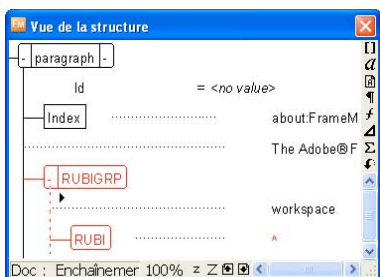 Fm Vue de la structure
paragraph
Id = <no value>
Index about:FrameM
The Adobe® F
RUBIGRP
workspace
RUBI ^
Doc : Enchaînemer 100% z Z